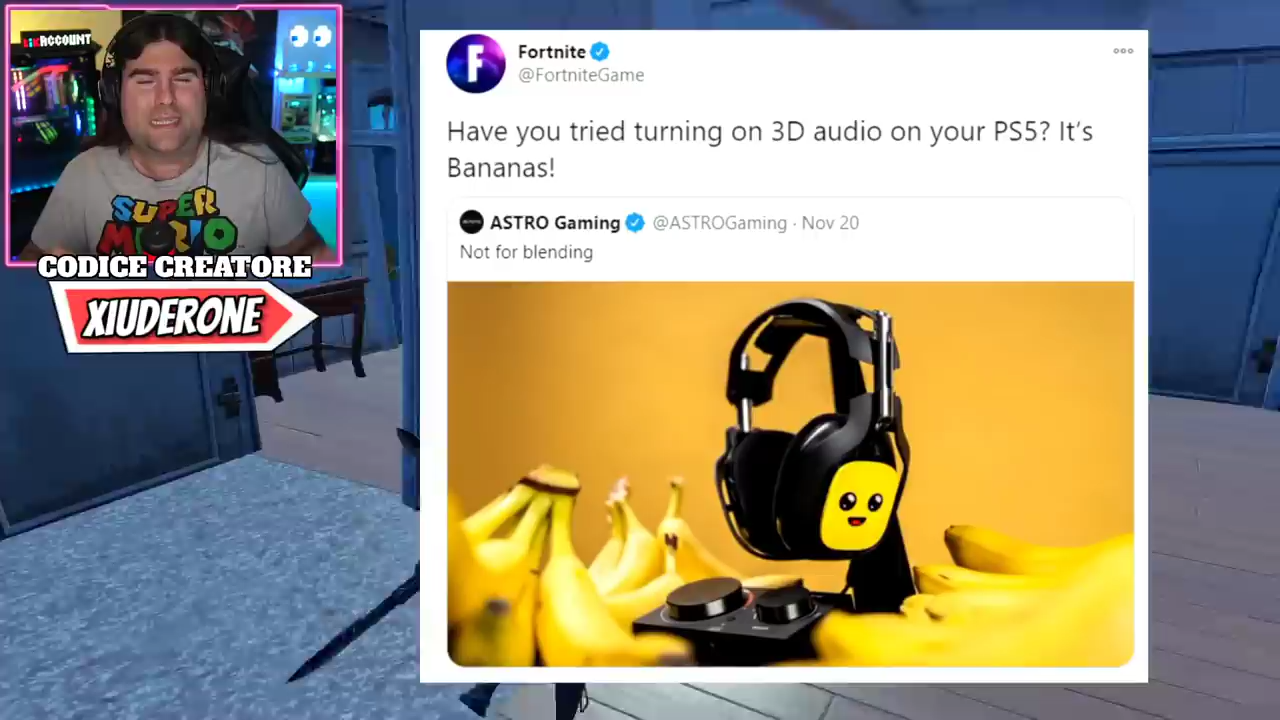 LIKACCOUNT
SUPER
MARIO
CODICE CREATORE
XIUDERONE
F
Fortnite
@FortniteGame
Have you tried turning on 3D audio on your PS5? It’s
Bananas!
ASTRO Gaming @ASTROGaming · Nov 20
Not for blending